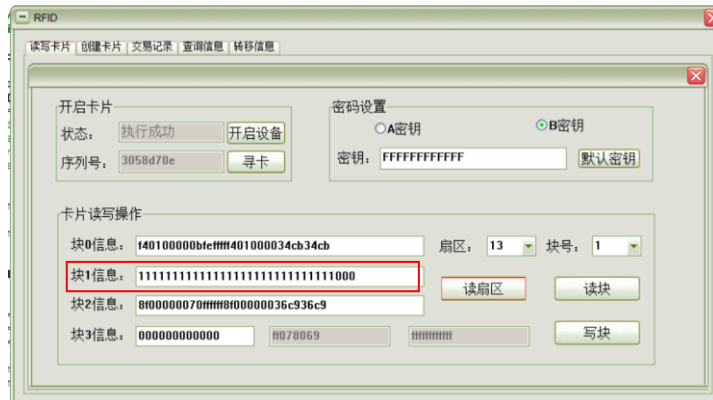 RFID
读写卡片 创建卡片 交易记录 查询信息 转移信息
开启卡片 密码设置
状态： 执行成功 开启设备 A密钥 B密钥
序列号： 3058d70e 寻卡 密钥： FFFFFFFFFFFF 默认密钥
卡片读写操作
块0信息： f40100000bfefffff401000034cb34cb 扇区： 13 块号： 1
块1信息： 11111111111111111111111111111000 读扇区 读块
块2信息： 8f00000070ffffff8f00000036c936c9
块3信息： 000000000000 ff078069 ffffffffffff 写块